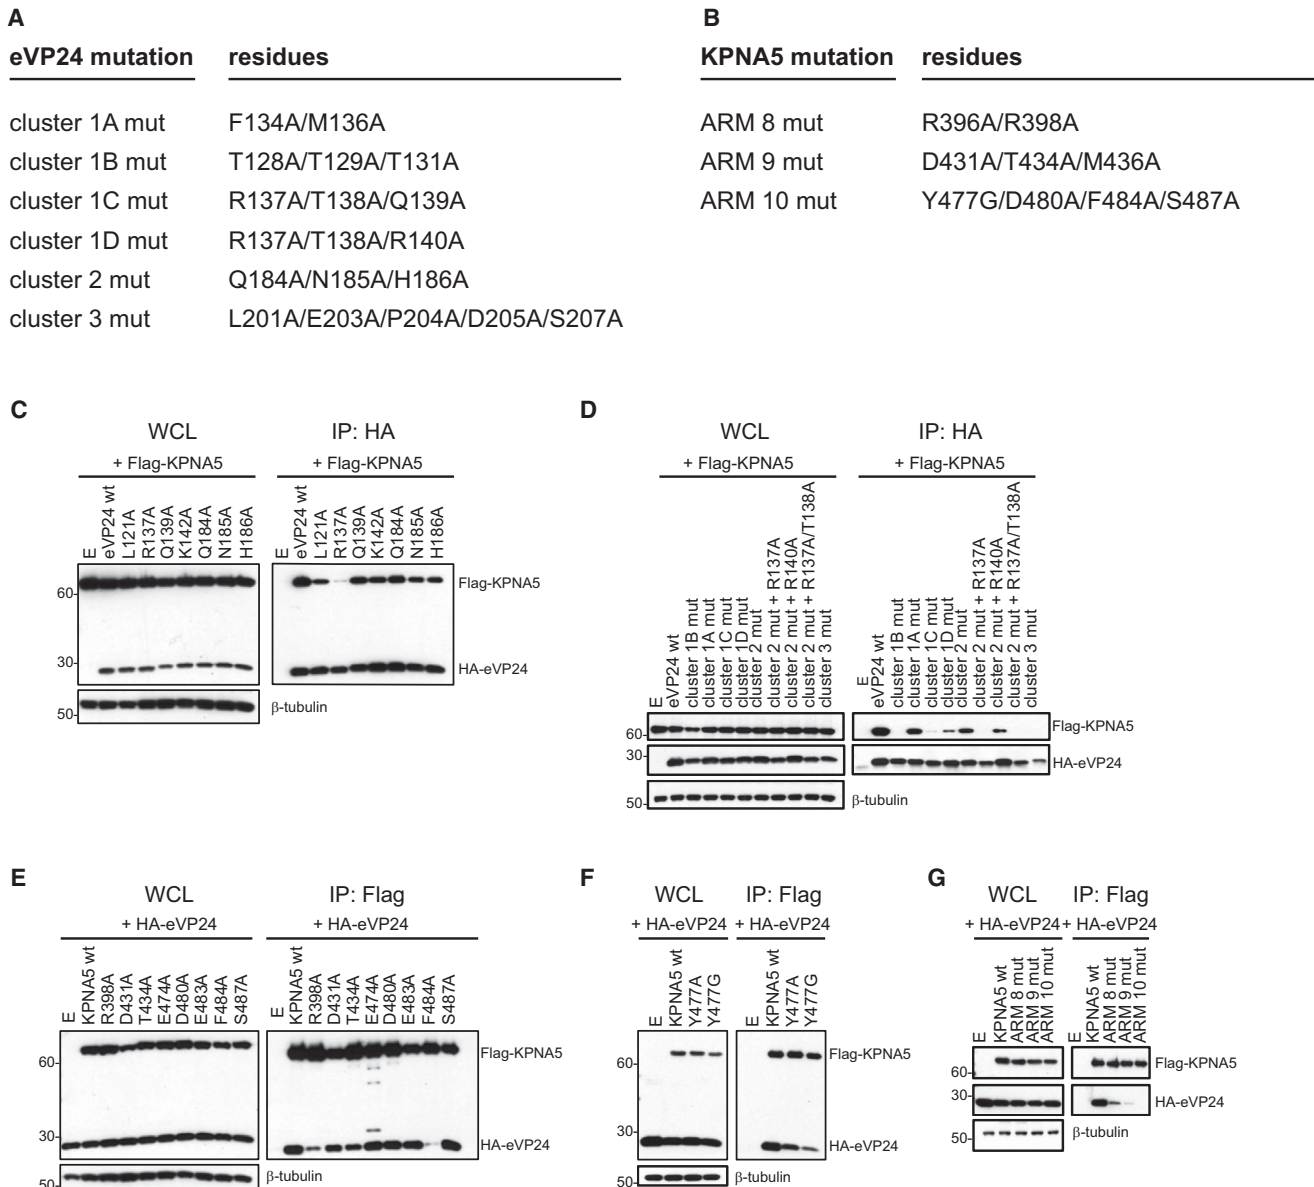 A
eVP24 mutation residues
cluster 1A mut F134A/M136A
cluster 1B mut T128A/T129A/T131A
cluster 1C mut R137A/T138A/Q139A
cluster 1D mut R137A/T138A/R140A
cluster 2 mut Q184A/N185A/H186A
cluster 3 mut L201A/E203A/P204A/D205A/S207A
B
KPNA5 mutation residues
ARM 8 mut R396A/R398A
ARM 9 mut D431A/T434A/M436A
ARM 10 mut Y477G/D480A/F484A/S487A
C
WCL IP: HA
+ Flag-KPNA5 + Flag-KPNA5
E eVP24 wt L121A R137A Q139A K142A Q184A N185A H186A
E eVP24 wt L121A R137A Q139A K142A Q184A N185A H186A
60- Flag-KPNA5
30- HA-eVP24
50- β-tubulin
D
WCL IP: HA
+ Flag-KPNA5 + Flag-KPNA5
E
eVP24 wt
cluster 1B mut
cluster 1A mut
cluster 1C mut
cluster 1D mut
cluster 2 mut
cluster 2 mut + R137A
cluster 2 mut + R140A
cluster 2 mut + R137A/T138A
cluster 3 mut
E
eVP24 wt
cluster 1B mut
cluster 1A mut
cluster 1C mut
cluster 1D mut
cluster 2 mut
cluster 2 mut + R137A
cluster 2 mut + R140A
cluster 2 mut + R137A/T138A
cluster 3 mut
60- Flag-KPNA5
30- HA-eVP24
50- β-tubulin
E
WCL IP: Flag
+ HA-eVP24 + HA-eVP24
E KPNA5 wt R398A D431A T434A E474A D480A E483A F484A S487A
E KPNA5 wt R398A D431A T434A E474A D480A E483A F484A S487A
60- Flag-KPNA5
30- HA-eVP24
50- β-tubulin
F
WCL IP: Flag
+ HA-eVP24 + HA-eVP24
E KPNA5 wt Y477A Y477G
E KPNA5 wt Y477A Y477G
60- Flag-KPNA5
30- HA-eVP24
50- β-tubulin
G
WCL IP: Flag
+ HA-eVP24 + HA-eVP24
E KPNA5 wt ARM 8 mut ARM 9 mut ARM 10 mut
E KPNA5 wt ARM 8 mut ARM 9 mut ARM 10 mut
60- Flag-KPNA5
30- HA-eVP24
50- β-tubulin